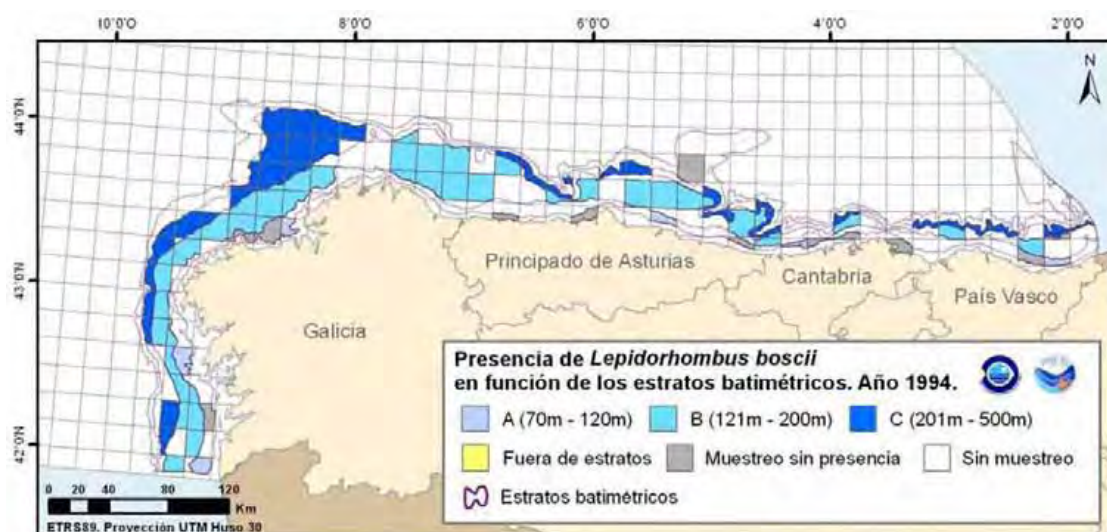 10°0'O 8°0'O 6°0'O 4°0'O 2°0'O
N
44°0'N
43°0'N
42°0'N
Principado de Asturias
Cantabria
País Vasco
Galicia
Presencia de Lepidorhombus boscii
en función de los estratos batimétricos. Año 1994.
A (70m - 120m) B (121m - 200m) C (201m - 500m)
Fuera de estratos Muestreo sin presencia Sin muestreo
Estratos batimétricos
0 20 40 80 120
Km
ETRS89. Proyección UTM Huso 30